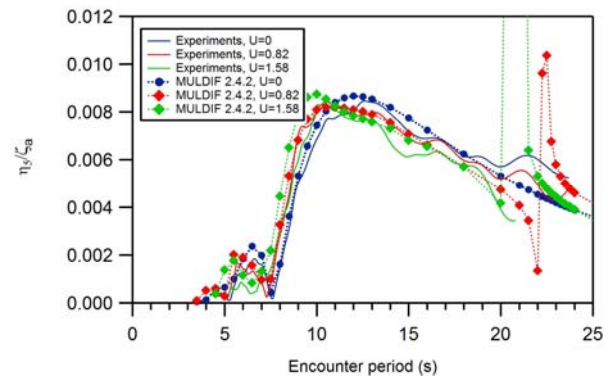 0.012
0.010
0.008
0.006
0.004
0.002
0.000
η5/ζa
Experiments, U=0
Experiments, U=0.82
Experiments, U=1.58
MULDIF 2.4.2, U=0
MULDIF 2.4.2, U=0.82
MULDIF 2.4.2, U=1.58
0 5 10 15 20 25
Encounter period (s)